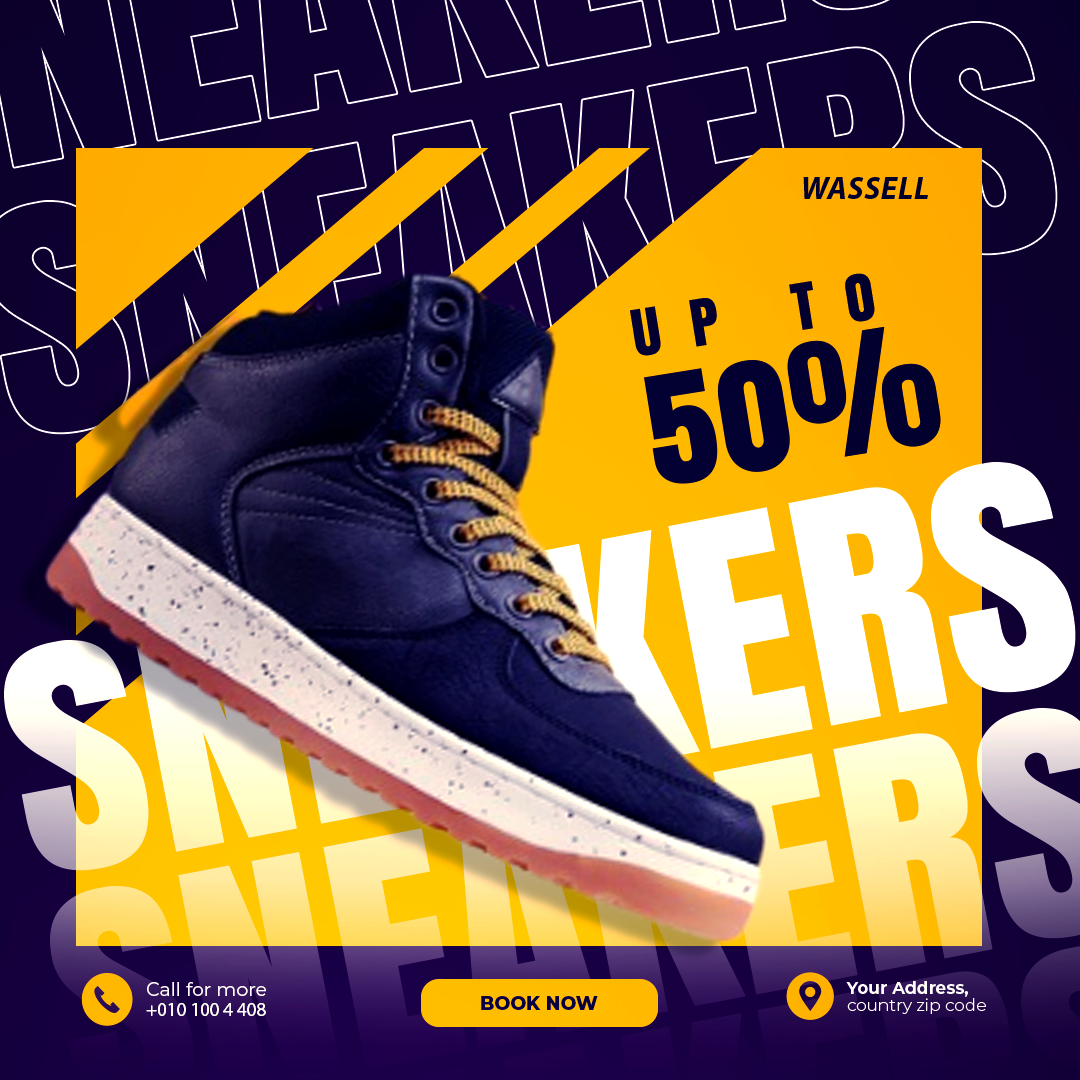 NEAKERS
SNEAKERS
WASSELL
UP TO
50%
SNEAKERS
SNEAKERS
Call for more
+010 100 4 408
BOOK NOW
Your Address,
country zip code